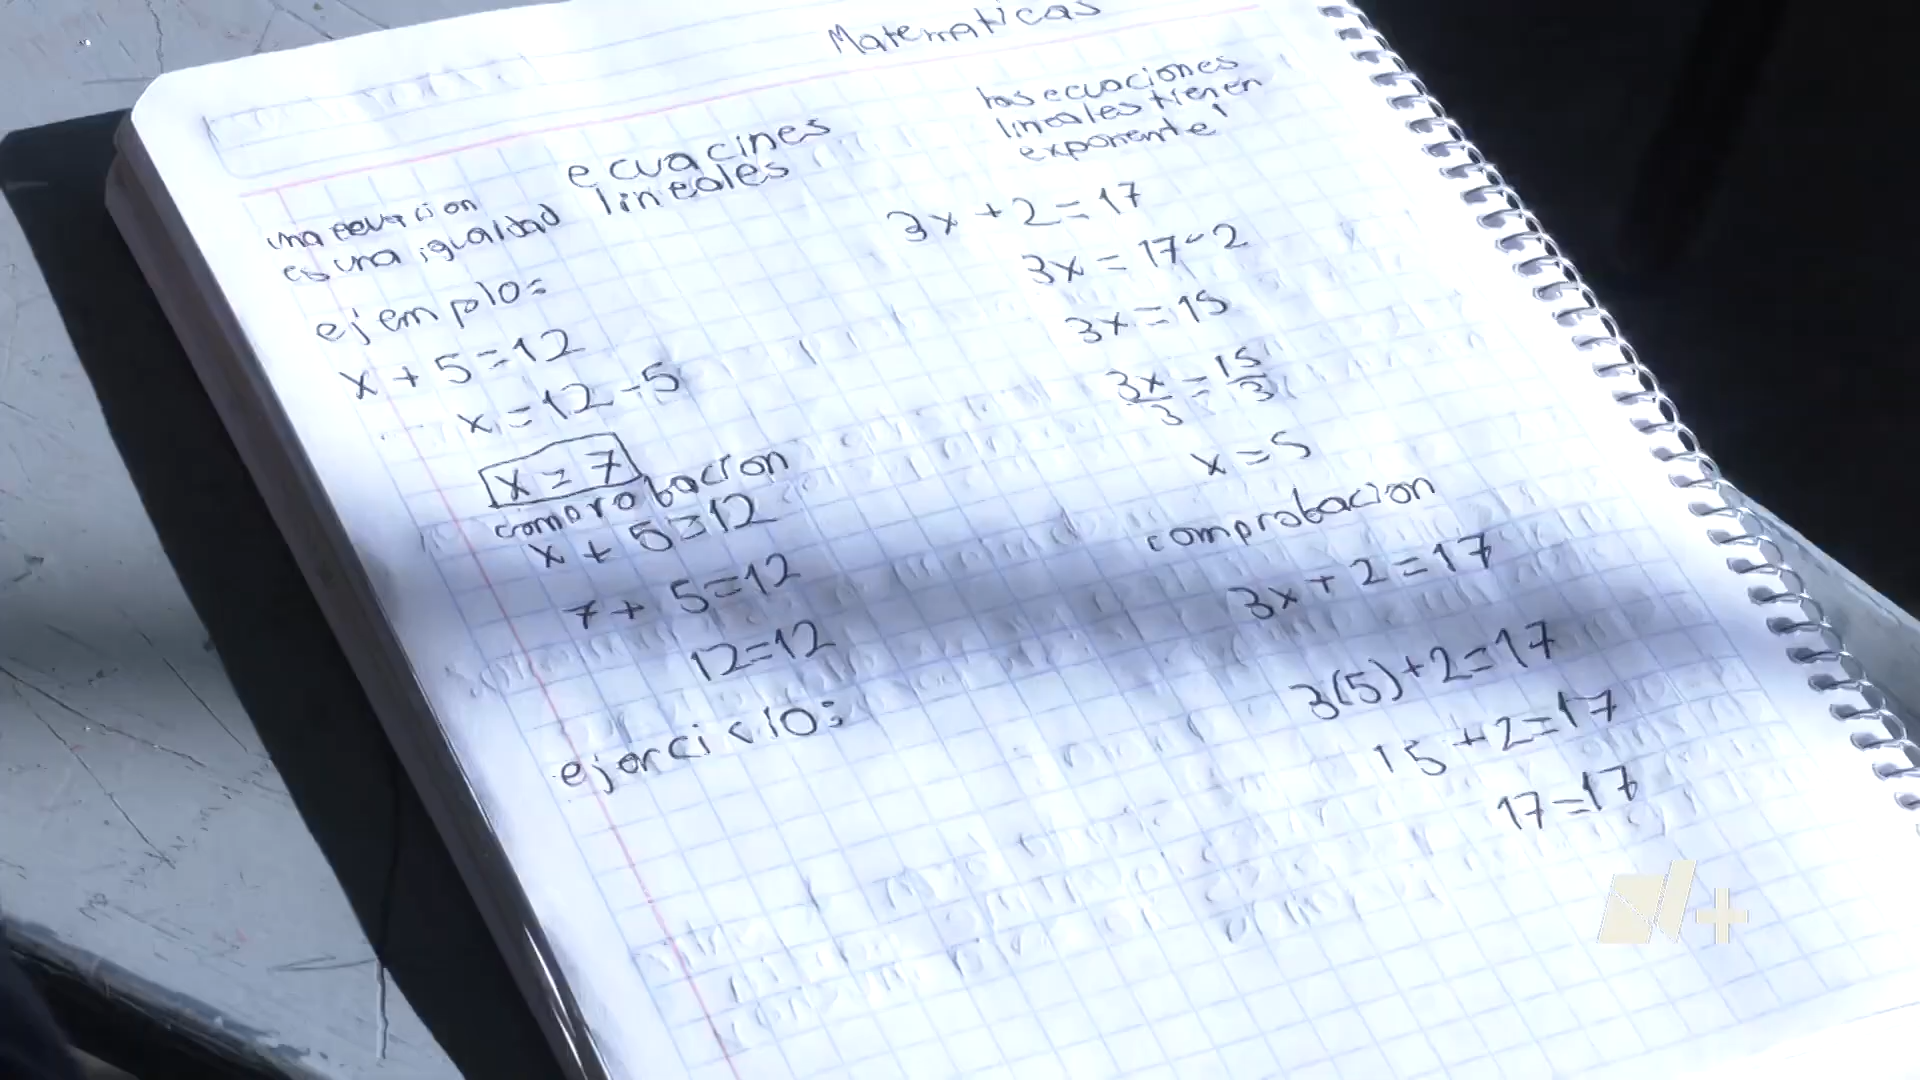 Matematicas
ecuacines
lineales
una ecuacion
es una igualdad
ejemplo:
x + 5 = 12
x = 12 - 5
x = 7
comprobacion
x + 5 = 12
7 + 5 = 12
12 = 12
ejercicio:
las ecuaciones
lineales tienen
exponente 1
3x + 2 = 17
3x = 17 - 2
3x = 15
3x/3 = 15/3
x = 5
comprobacion
3x + 2 = 17
3(5) + 2 = 17
15 + 2 = 17
17 = 17
N+